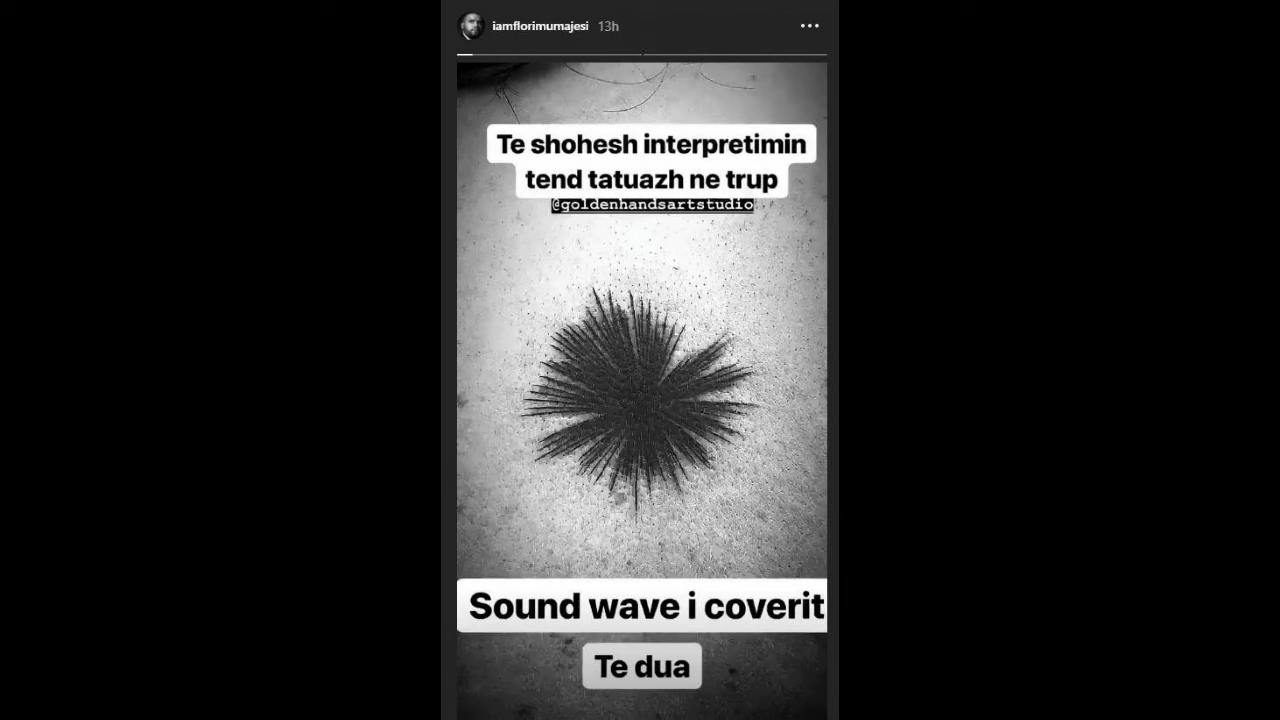 iamflorimumajesi 13h
Te shohesh interpretimin
tend tatuazh ne trup
@goldenhandsartstudio
Sound wave i coverit
Te dua